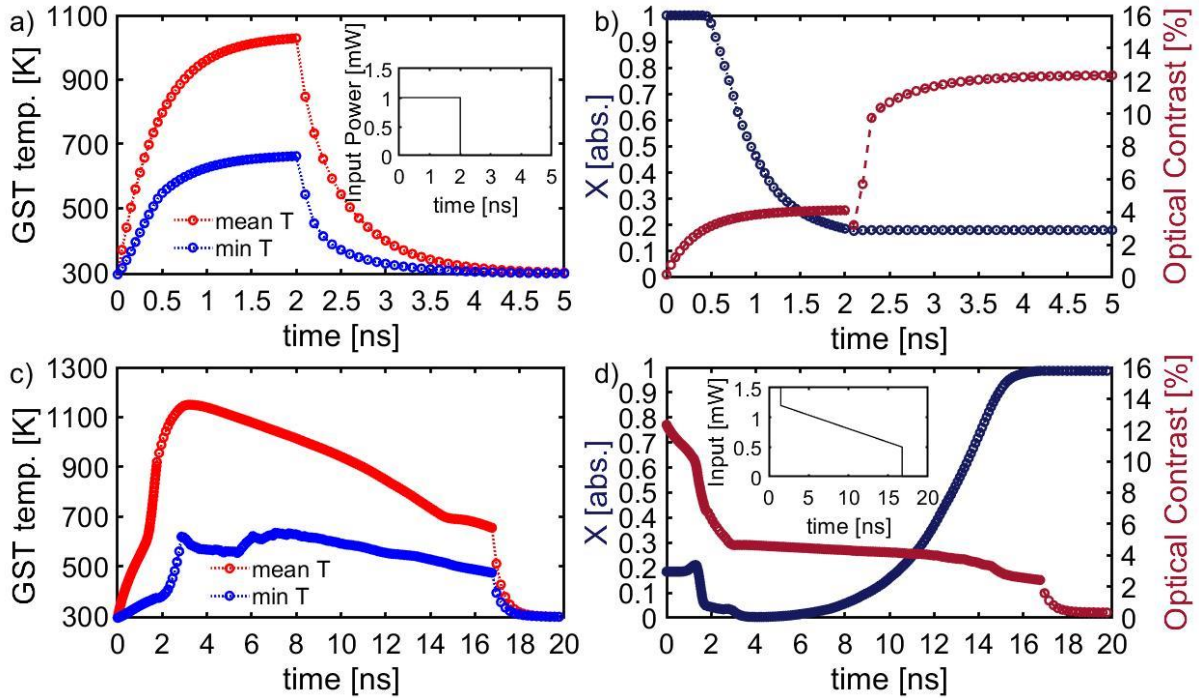 a)
GST temp. [K]
1100
900
700
500
300
0 0.5 1 1.5 2 2.5 3 3.5 4 4.5 5
time [ns]
mean T
min T
Input Power [mW]
1.5
1
0.5
0
0 1 2 3 4 5
time [ns]
b)
X [abs.]
1
0.9
0.8
0.7
0.6
0.5
0.4
0.3
0.2
0.1
0
0 0.5 1 1.5 2 2.5 3 3.5 4 4.5 5
time [ns]
Optical Contrast [%]
16
14
12
10
8
6
4
2
0
c)
GST temp. [K]
1300
1100
900
700
500
300
0 2 4 6 8 10 12 14 16 18 20
time [ns]
mean T
min T
d)
X [abs.]
1
0.9
0.8
0.7
0.6
0.5
0.4
0.3
0.2
0.1
0
0 2 4 6 8 10 12 14 16 18 20
time [ns]
Input [mW]
1.5
1
0.5
0
0 5 10 15 20
time [ns]
Optical Contrast [%]
16
14
12
10
8
6
4
2
0